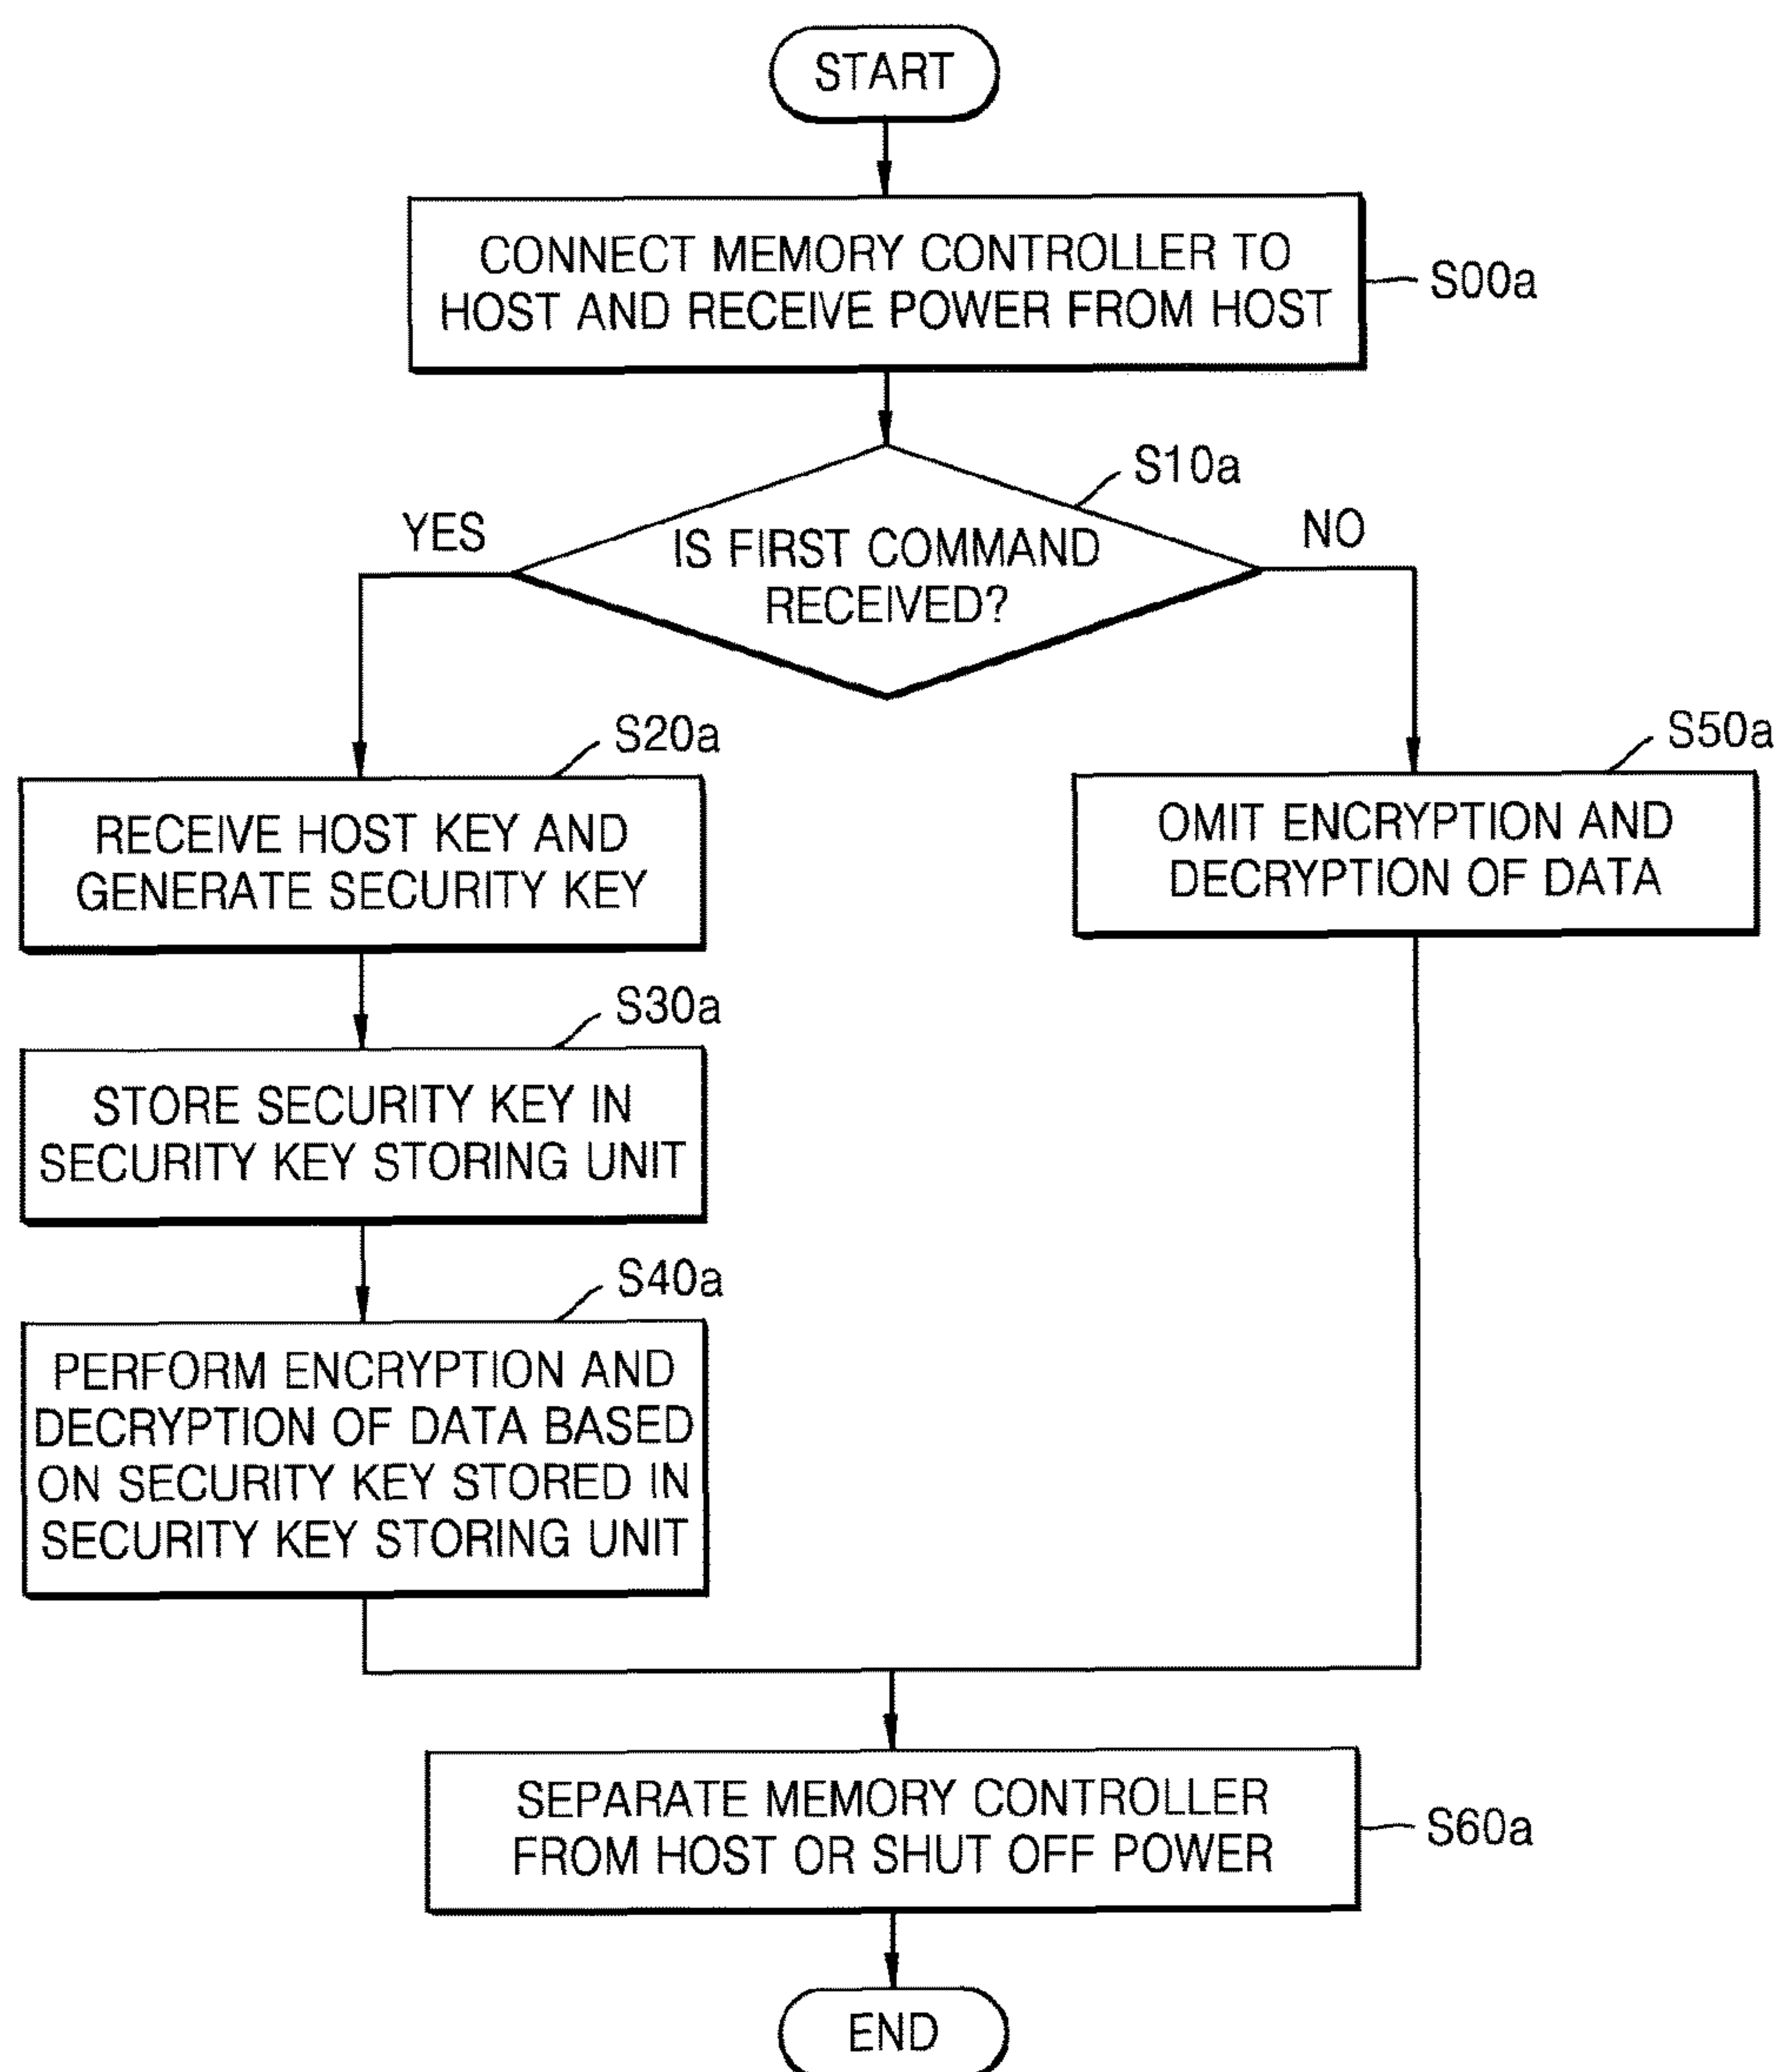 START
CONNECT MEMORY CONTROLLER TO
HOST AND RECEIVE POWER FROM HOST
S00a
S10a
YES
IS FIRST COMMAND
RECEIVED?
NO
S20a
RECEIVE HOST KEY AND
GENERATE SECURITY KEY
S50a
OMIT ENCRYPTION AND
DECRYPTION OF DATA
S30a
STORE SECURITY KEY IN
SECURITY KEY STORING UNIT
S40a
PERFORM ENCRYPTION AND
DECRYPTION OF DATA BASED
ON SECURITY KEY STORED IN
SECURITY KEY STORING UNIT
SEPARATE MEMORY CONTROLLER
FROM HOST OR SHUT OFF POWER
S60a
END